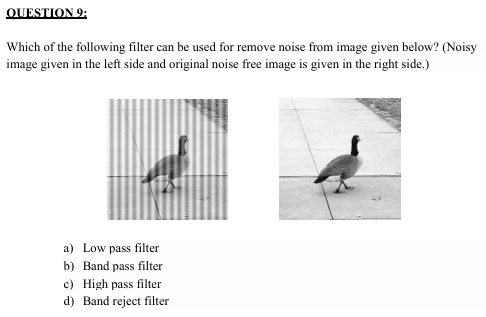 QUESTION 9:
Which of the following filter can be used for remove noise from image given below? (Noisy
image given in the left side and original noise free image is given in the right side.)
a) Low pass filter
b) Band pass filter
c) High pass filter
d) Band reject filter